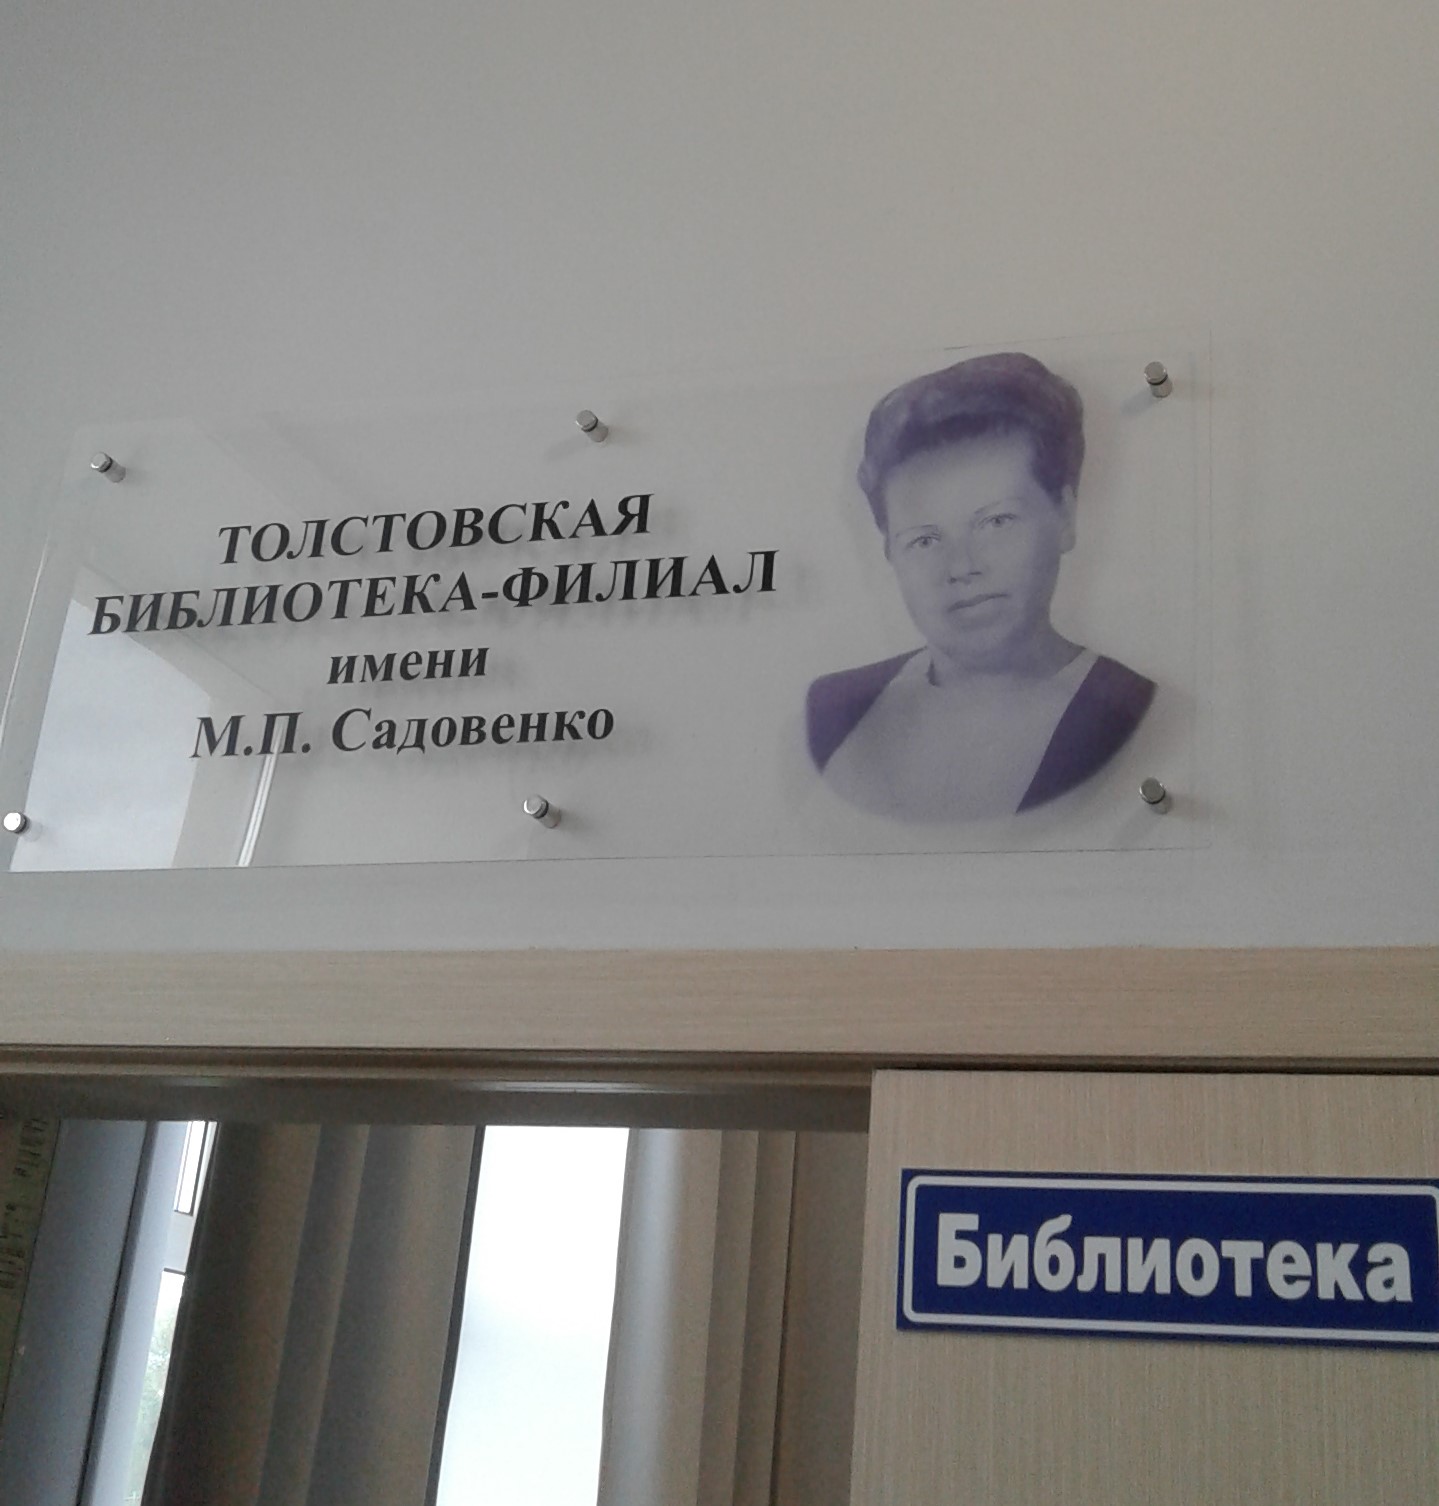 ТОЛСТОВСКАЯ
БИБЛИОТЕКА-ФИЛИАЛ
имени
М.П. Садовенко
Библиотека